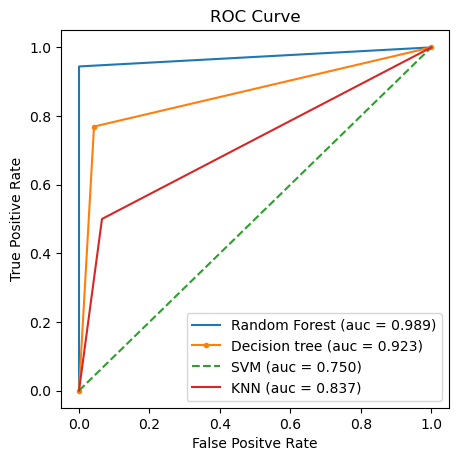 ROC Curve
1.0
0.8
0.6
0.4
0.2
0.0
True Positive Rate
Random Forest (auc = 0.989)
Decision tree (auc = 0.923)
SVM (auc = 0.750)
KNN (auc = 0.837)
0.0 0.2 0.4 0.6 0.8 1.0
False Positve Rate